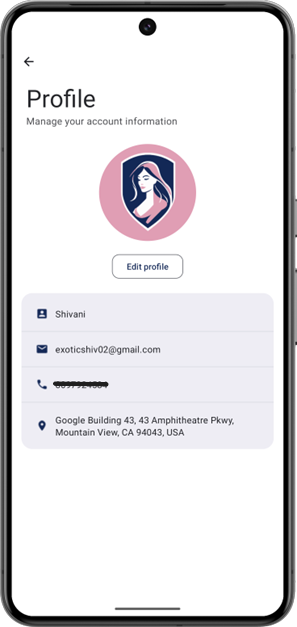 Profile
Manage your account information
Edit profile
Shivani
exoticshiv02@gmail.com
Google Building 43, 43 Amphitheatre Pkwy,
Mountain View, CA 94043, USA